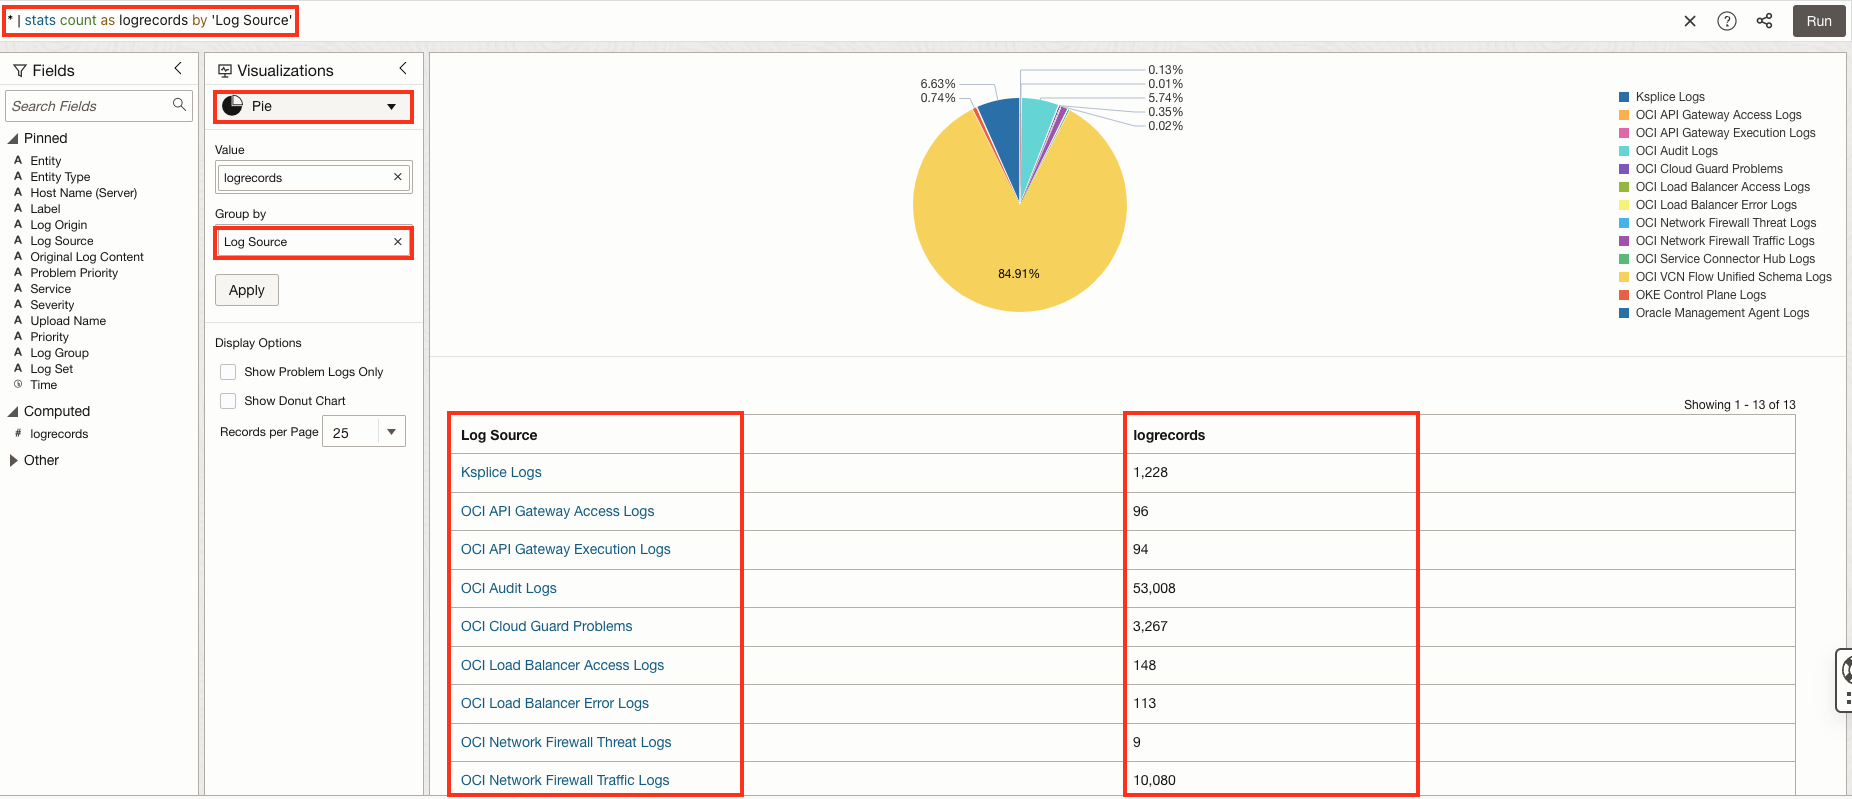 * | stats count as logrecords by 'Log Source'
Run
Fields
Search Fields
Pinned
Entity
Entity Type
Host Name (Server)
Label
Log Origin
Log Source
Original Log Content
Problem Priority
Service
Severity
Upload Name
Priority
Log Group
Log Set
Time
Computed
# logrecords
Other
Visualizations
Pie
Value
logrecords
Group by
Log Source
Apply
Display Options
Show Problem Logs Only
Show Donut Chart
Records per Page 25
6.63%
0.74%
0.13%
0.01%
5.74%
0.35%
0.02%
84.91%
Ksplice Logs
OCI API Gateway Access Logs
OCI API Gateway Execution Logs
OCI Audit Logs
OCI Cloud Guard Problems
OCI Load Balancer Access Logs
OCI Load Balancer Error Logs
OCI Network Firewall Threat Logs
OCI Network Firewall Traffic Logs
OCI Service Connector Hub Logs
OCI VCN Flow Unified Schema Logs
OKE Control Plane Logs
Oracle Management Agent Logs
Showing 1 - 13 of 13
Log Source logrecords
Ksplice Logs 1,228
OCI API Gateway Access Logs 96
OCI API Gateway Execution Logs 94
OCI Audit Logs 53,008
OCI Cloud Guard Problems 3,267
OCI Load Balancer Access Logs 148
OCI Load Balancer Error Logs 113
OCI Network Firewall Threat Logs 9
OCI Network Firewall Traffic Logs 10,080